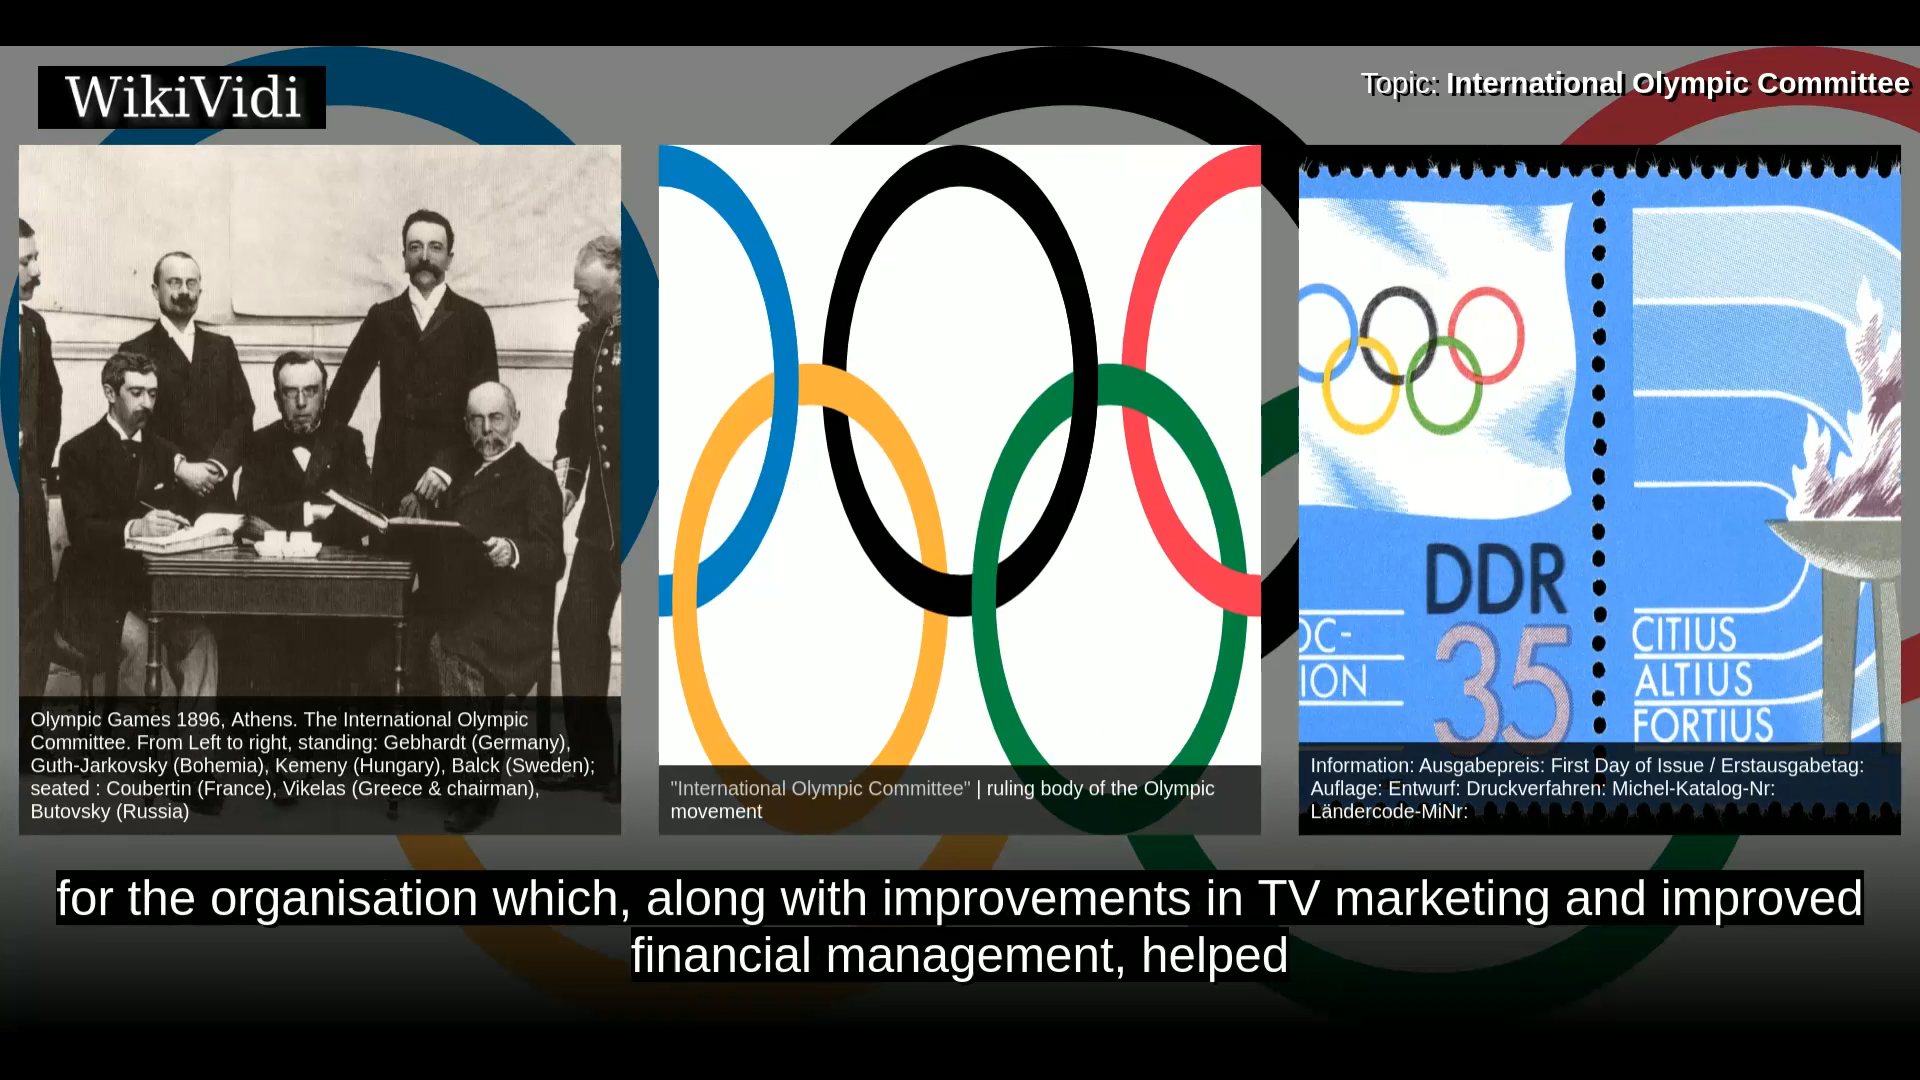 WikiVidi
Topic: International Olympic Committee
Olympic Games 1896, Athens. The International Olympic
Committee. From Left to right, standing: Gebhardt (Germany),
Guth-Jarkovsky (Bohemia), Kemeny (Hungary), Balck (Sweden);
seated : Coubertin (France), Vikelas (Greece & chairman),
Butovsky (Russia)
"International Olympic Committee" | ruling body of the Olympic
movement
DDR
35
OC-
ION
CITIUS
ALTIUS
FORTIUS
Information: Ausgabepreis: First Day of Issue / Erstausgabetag:
Auflage: Entwurf: Druckverfahren: Michel-Katalog-Nr:
Ländercode-MiNr:
for the organisation which, along with improvements in TV marketing and improved
financial management, helped